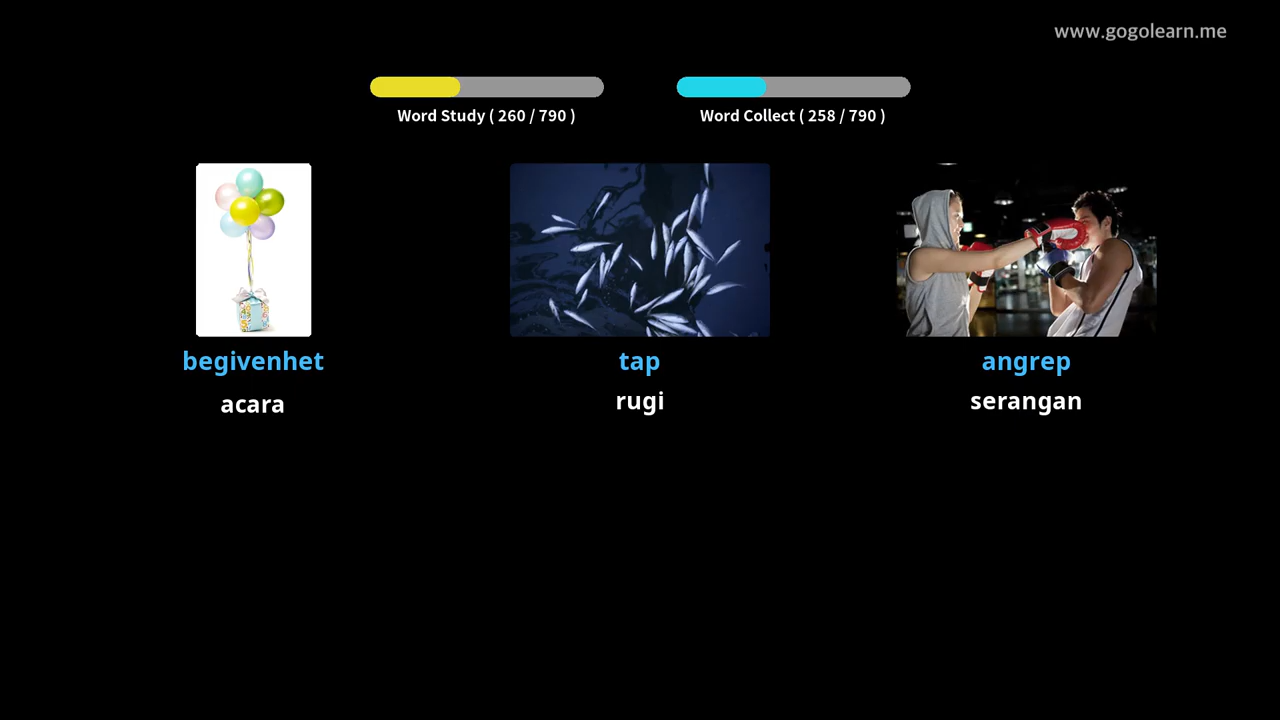 www.gogolearn.me
Word Study ( 260 / 790 )
Word Collect ( 258 / 790 )
begivenhet
acara
tap
rugi
angrep
serangan